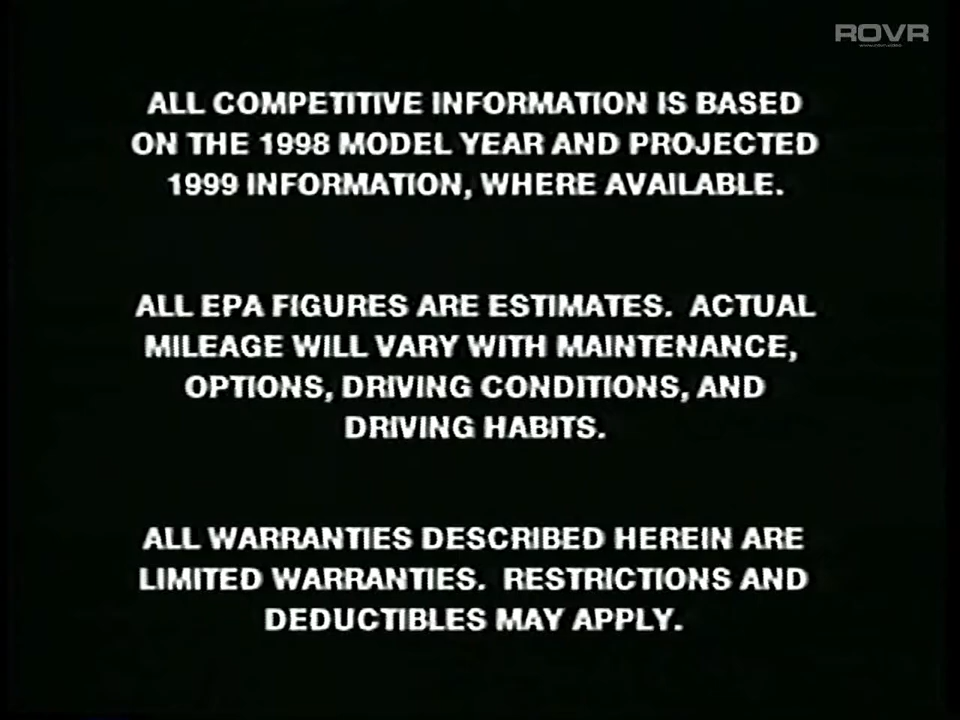 ROVR
ALL COMPETITIVE INFORMATION IS BASED
ON THE 1998 MODEL YEAR AND PROJECTED
1999 INFORMATION, WHERE AVAILABLE.
ALL EPA FIGURES ARE ESTIMATES. ACTUAL
MILEAGE WILL VARY WITH MAINTENANCE,
OPTIONS, DRIVING CONDITIONS, AND
DRIVING HABITS.
ALL WARRANTIES DESCRIBED HEREIN ARE
LIMITED WARRANTIES. RESTRICTIONS AND
DEDUCTIBLES MAY APPLY.